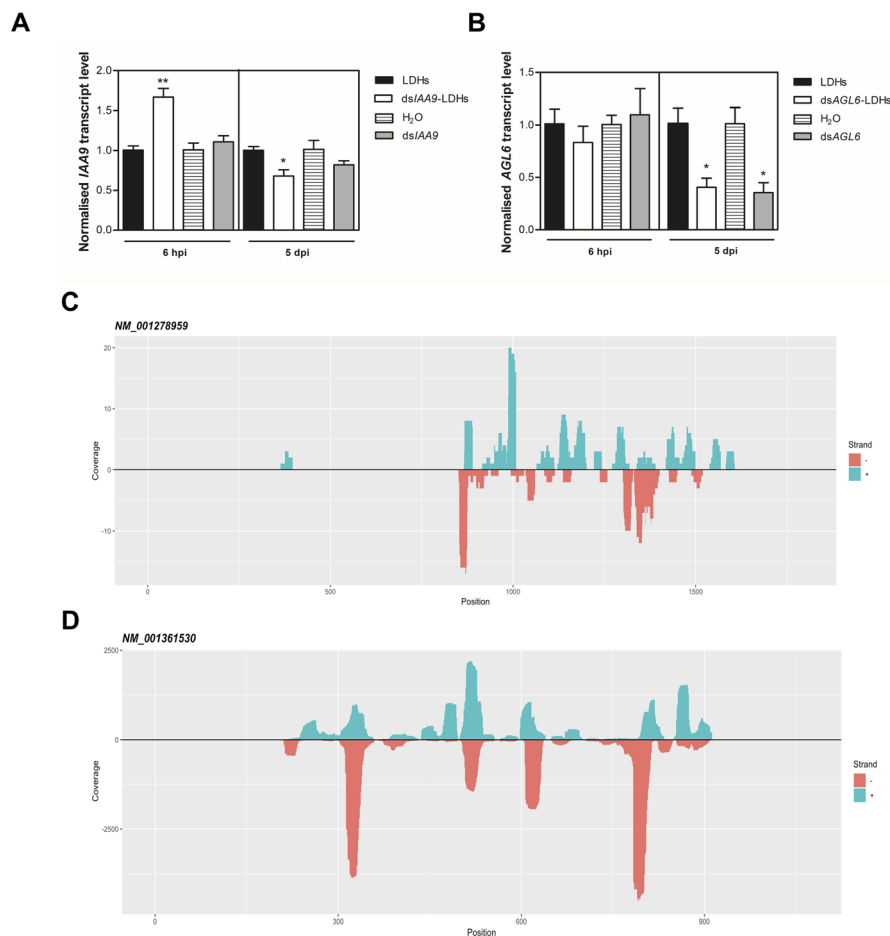 A
Normalised IAA9 transcript level
2.0
1.5
1.0
0.5
0.0
**
*
6 hpi
5 dpi
LDHs
dsIAA9-LDHs
H₂O
dsIAA9
B
Normalised AGL6 transcript level
1.5
1.0
0.5
0.0
*
*
6 hpi
5 dpi
LDHs
dsAGL6-LDHs
H₂O
dsAGL6
C
NM_001278959
Coverage
20
10
0
-10
0
500
1000
1500
Position
Strand
-
+
D
NM_001361530
Coverage
2500
0
-2500
0
300
600
900
Position
Strand
-
+